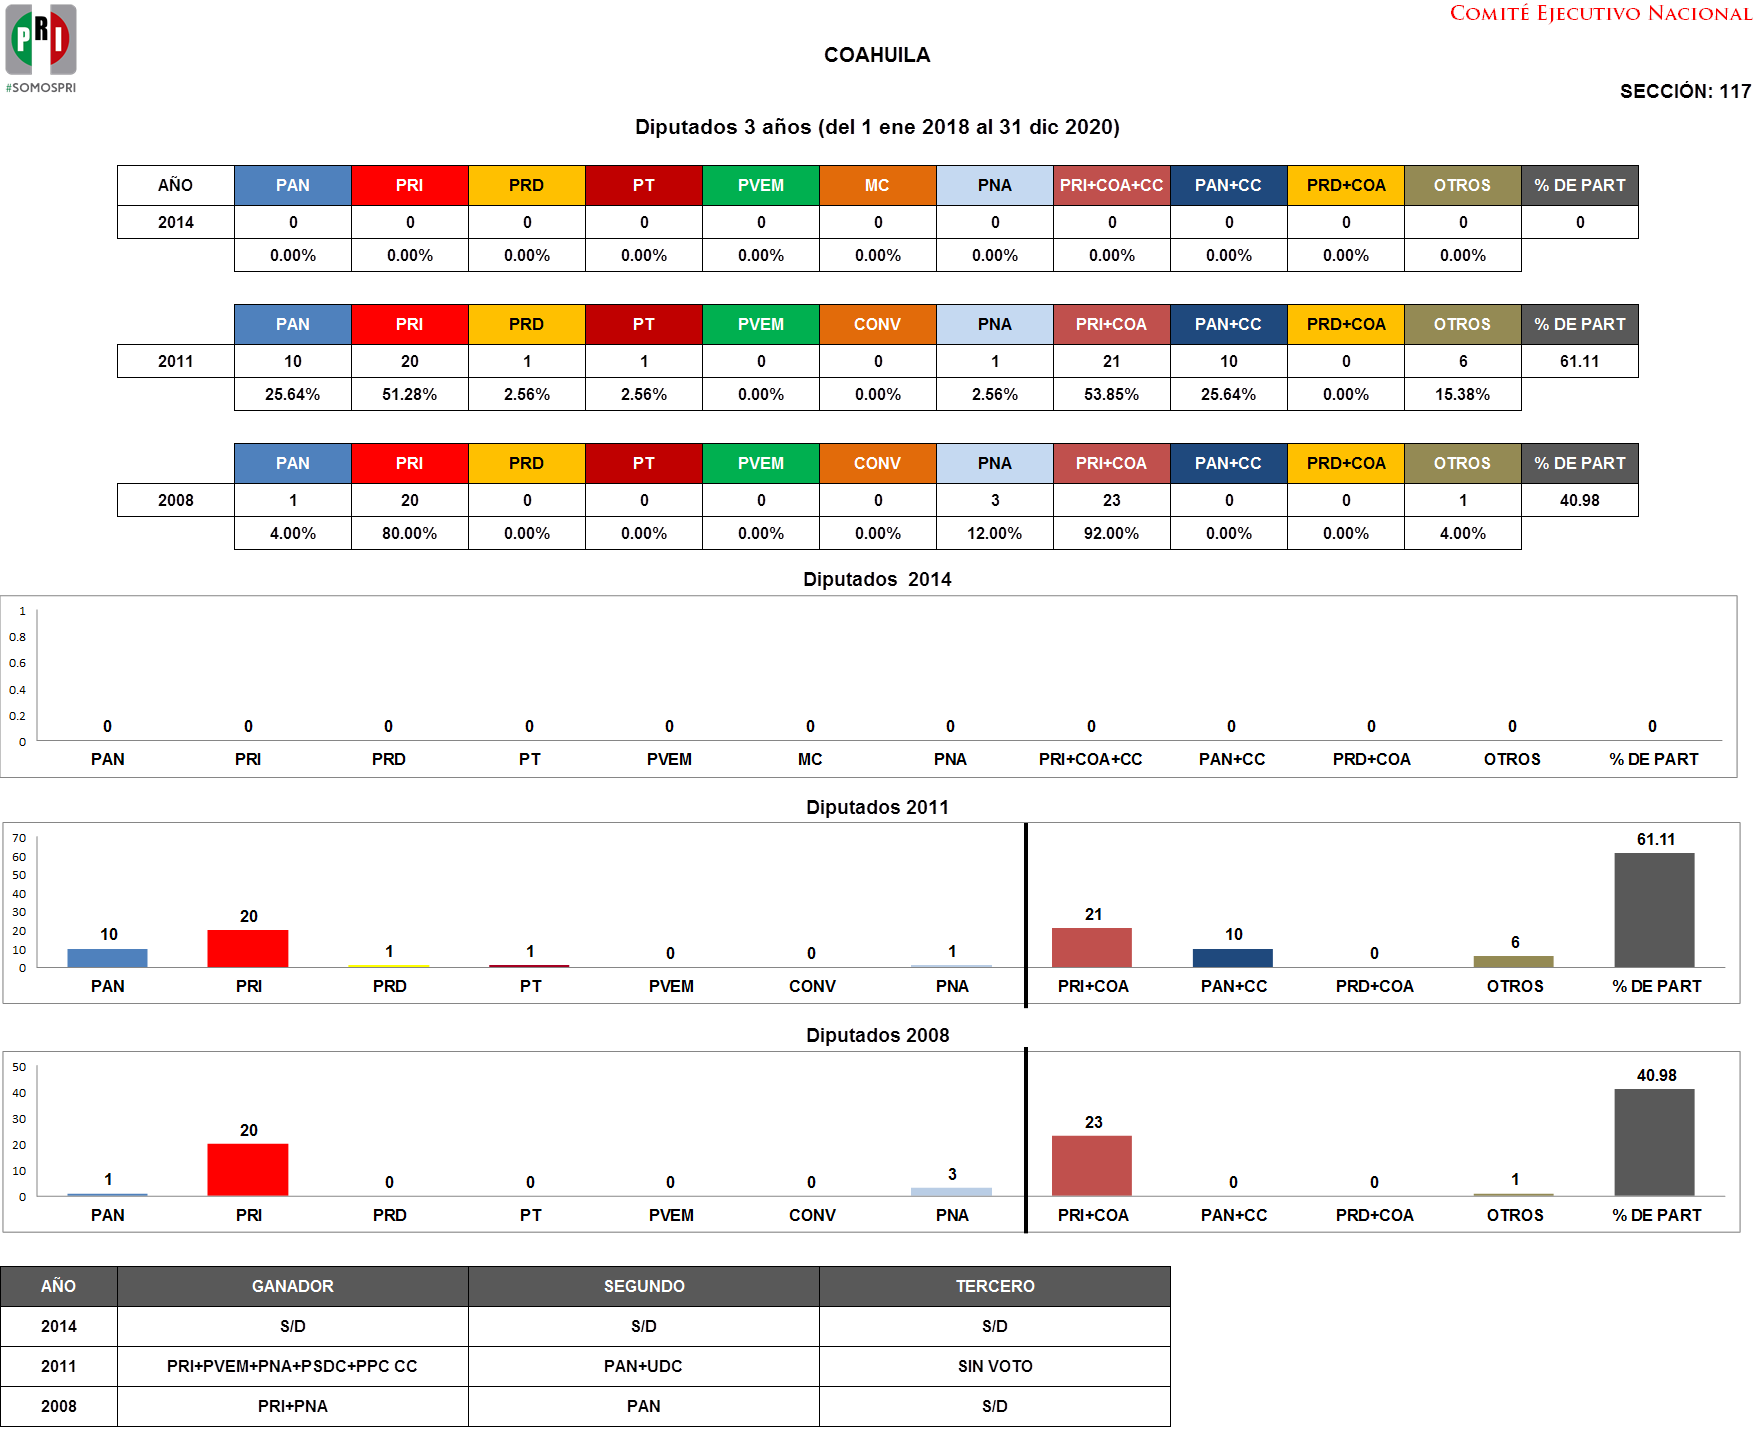 PRI
#SOMOSPRI
COMITÉ EJECUTIVO NACIONAL
COAHUILA
SECCIÓN: 117
Diputados 3 años (del 1 ene 2018 al 31 dic 2020)
AÑO PAN PRI PRD PT PVEM MC PNA PRI+COA+CC PAN+CC PRD+COA OTROS % DE PART
2014 0 0 0 0 0 0 0 0 0 0 0 0
0.00% 0.00% 0.00% 0.00% 0.00% 0.00% 0.00% 0.00% 0.00% 0.00% 0.00%
PAN PRI PRD PT PVEM CONV PNA PRI+COA PAN+CC PRD+COA OTROS % DE PART
2011 10 20 1 1 0 0 1 21 10 0 6 61.11
25.64% 51.28% 2.56% 2.56% 0.00% 0.00% 2.56% 53.85% 25.64% 0.00% 15.38%
PAN PRI PRD PT PVEM CONV PNA PRI+COA PAN+CC PRD+COA OTROS % DE PART
2008 1 20 0 0 0 0 3 23 0 0 1 40.98
4.00% 80.00% 0.00% 0.00% 0.00% 0.00% 12.00% 92.00% 0.00% 0.00% 4.00%
Diputados 2014
1
0.8
0.6
0.4
0.2
0
0 0 0 0 0 0 0 0 0 0 0 0
PAN PRI PRD PT PVEM MC PNA PRI+COA+CC PAN+CC PRD+COA OTROS % DE PART
Diputados 2011
70
60
50
40
30
20
10
0
10 20 1 1 0 0 1 21 10 0 6 61.11
PAN PRI PRD PT PVEM CONV PNA PRI+COA PAN+CC PRD+COA OTROS % DE PART
Diputados 2008
50
40
30
20
10
0
1 20 0 0 0 0 3 23 0 0 1 40.98
PAN PRI PRD PT PVEM CONV PNA PRI+COA PAN+CC PRD+COA OTROS % DE PART
AÑO GANADOR SEGUNDO TERCERO
2014 S/D S/D S/D
2011 PRI+PVEM+PNA+PSDC+PPC CC PAN+UDC SIN VOTO
2008 PRI+PNA PAN S/D